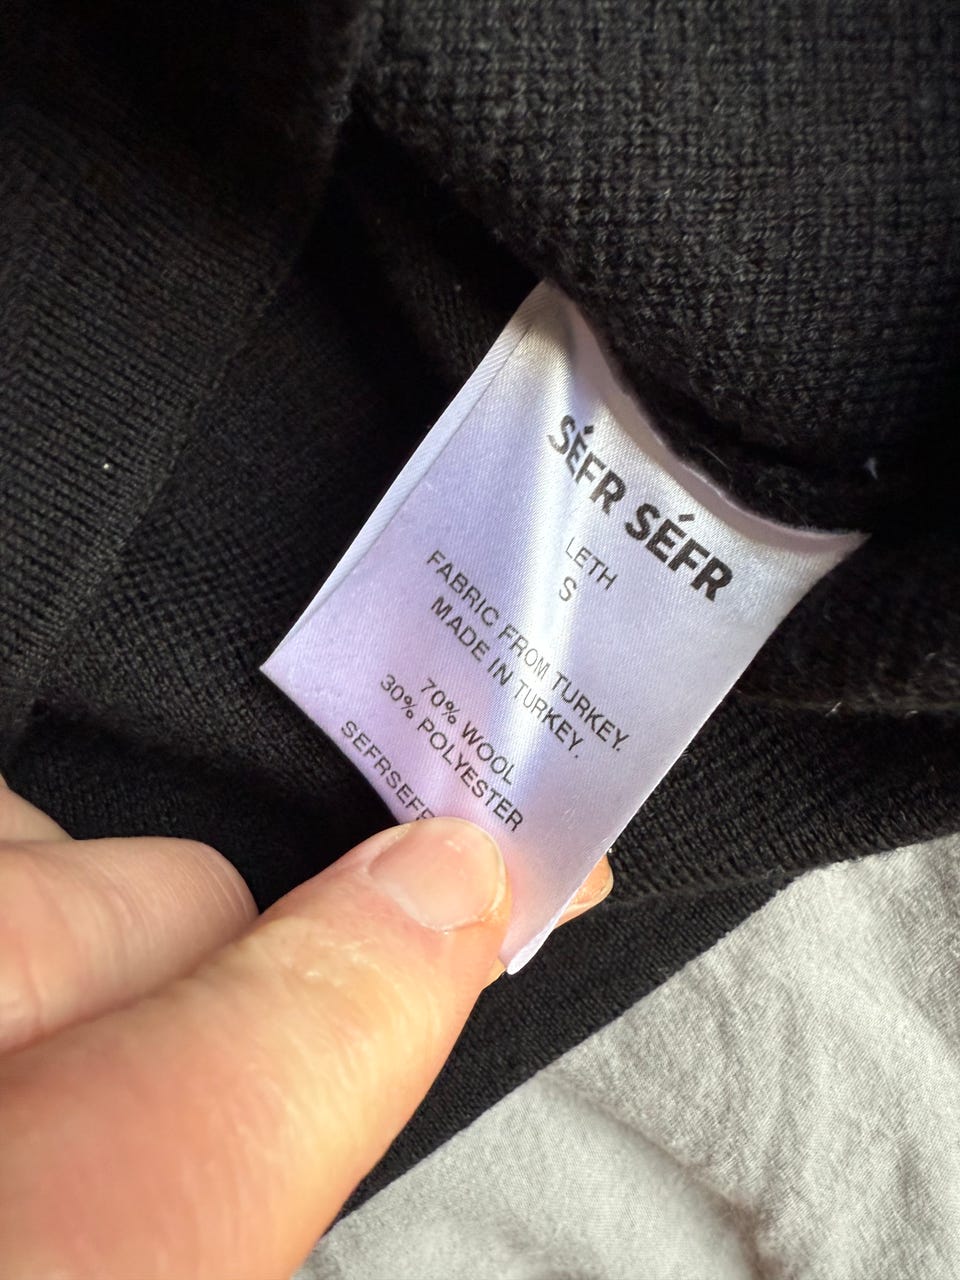 SÉFR SÉFR
LETH
S
FABRIC FROM TURKEY.
MADE IN TURKEY.
70% WOOL
30% POLYESTER